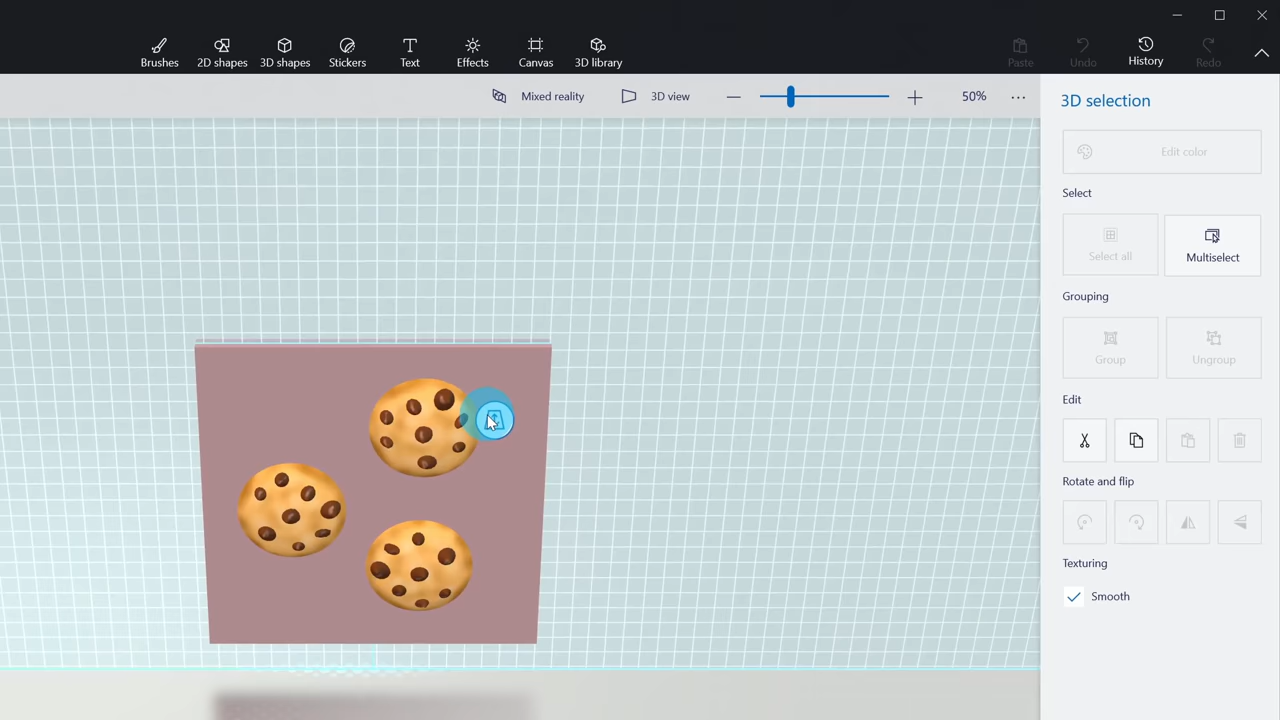 Brushes 2D shapes 3D shapes Stickers Text Effects Canvas 3D library Paste Undo History Redo
Mixed reality 3D view 50%
3D selection
Edit color
Select
Select all Multiselect
Grouping
Group Ungroup
Edit
Rotate and flip
Texturing
Smooth